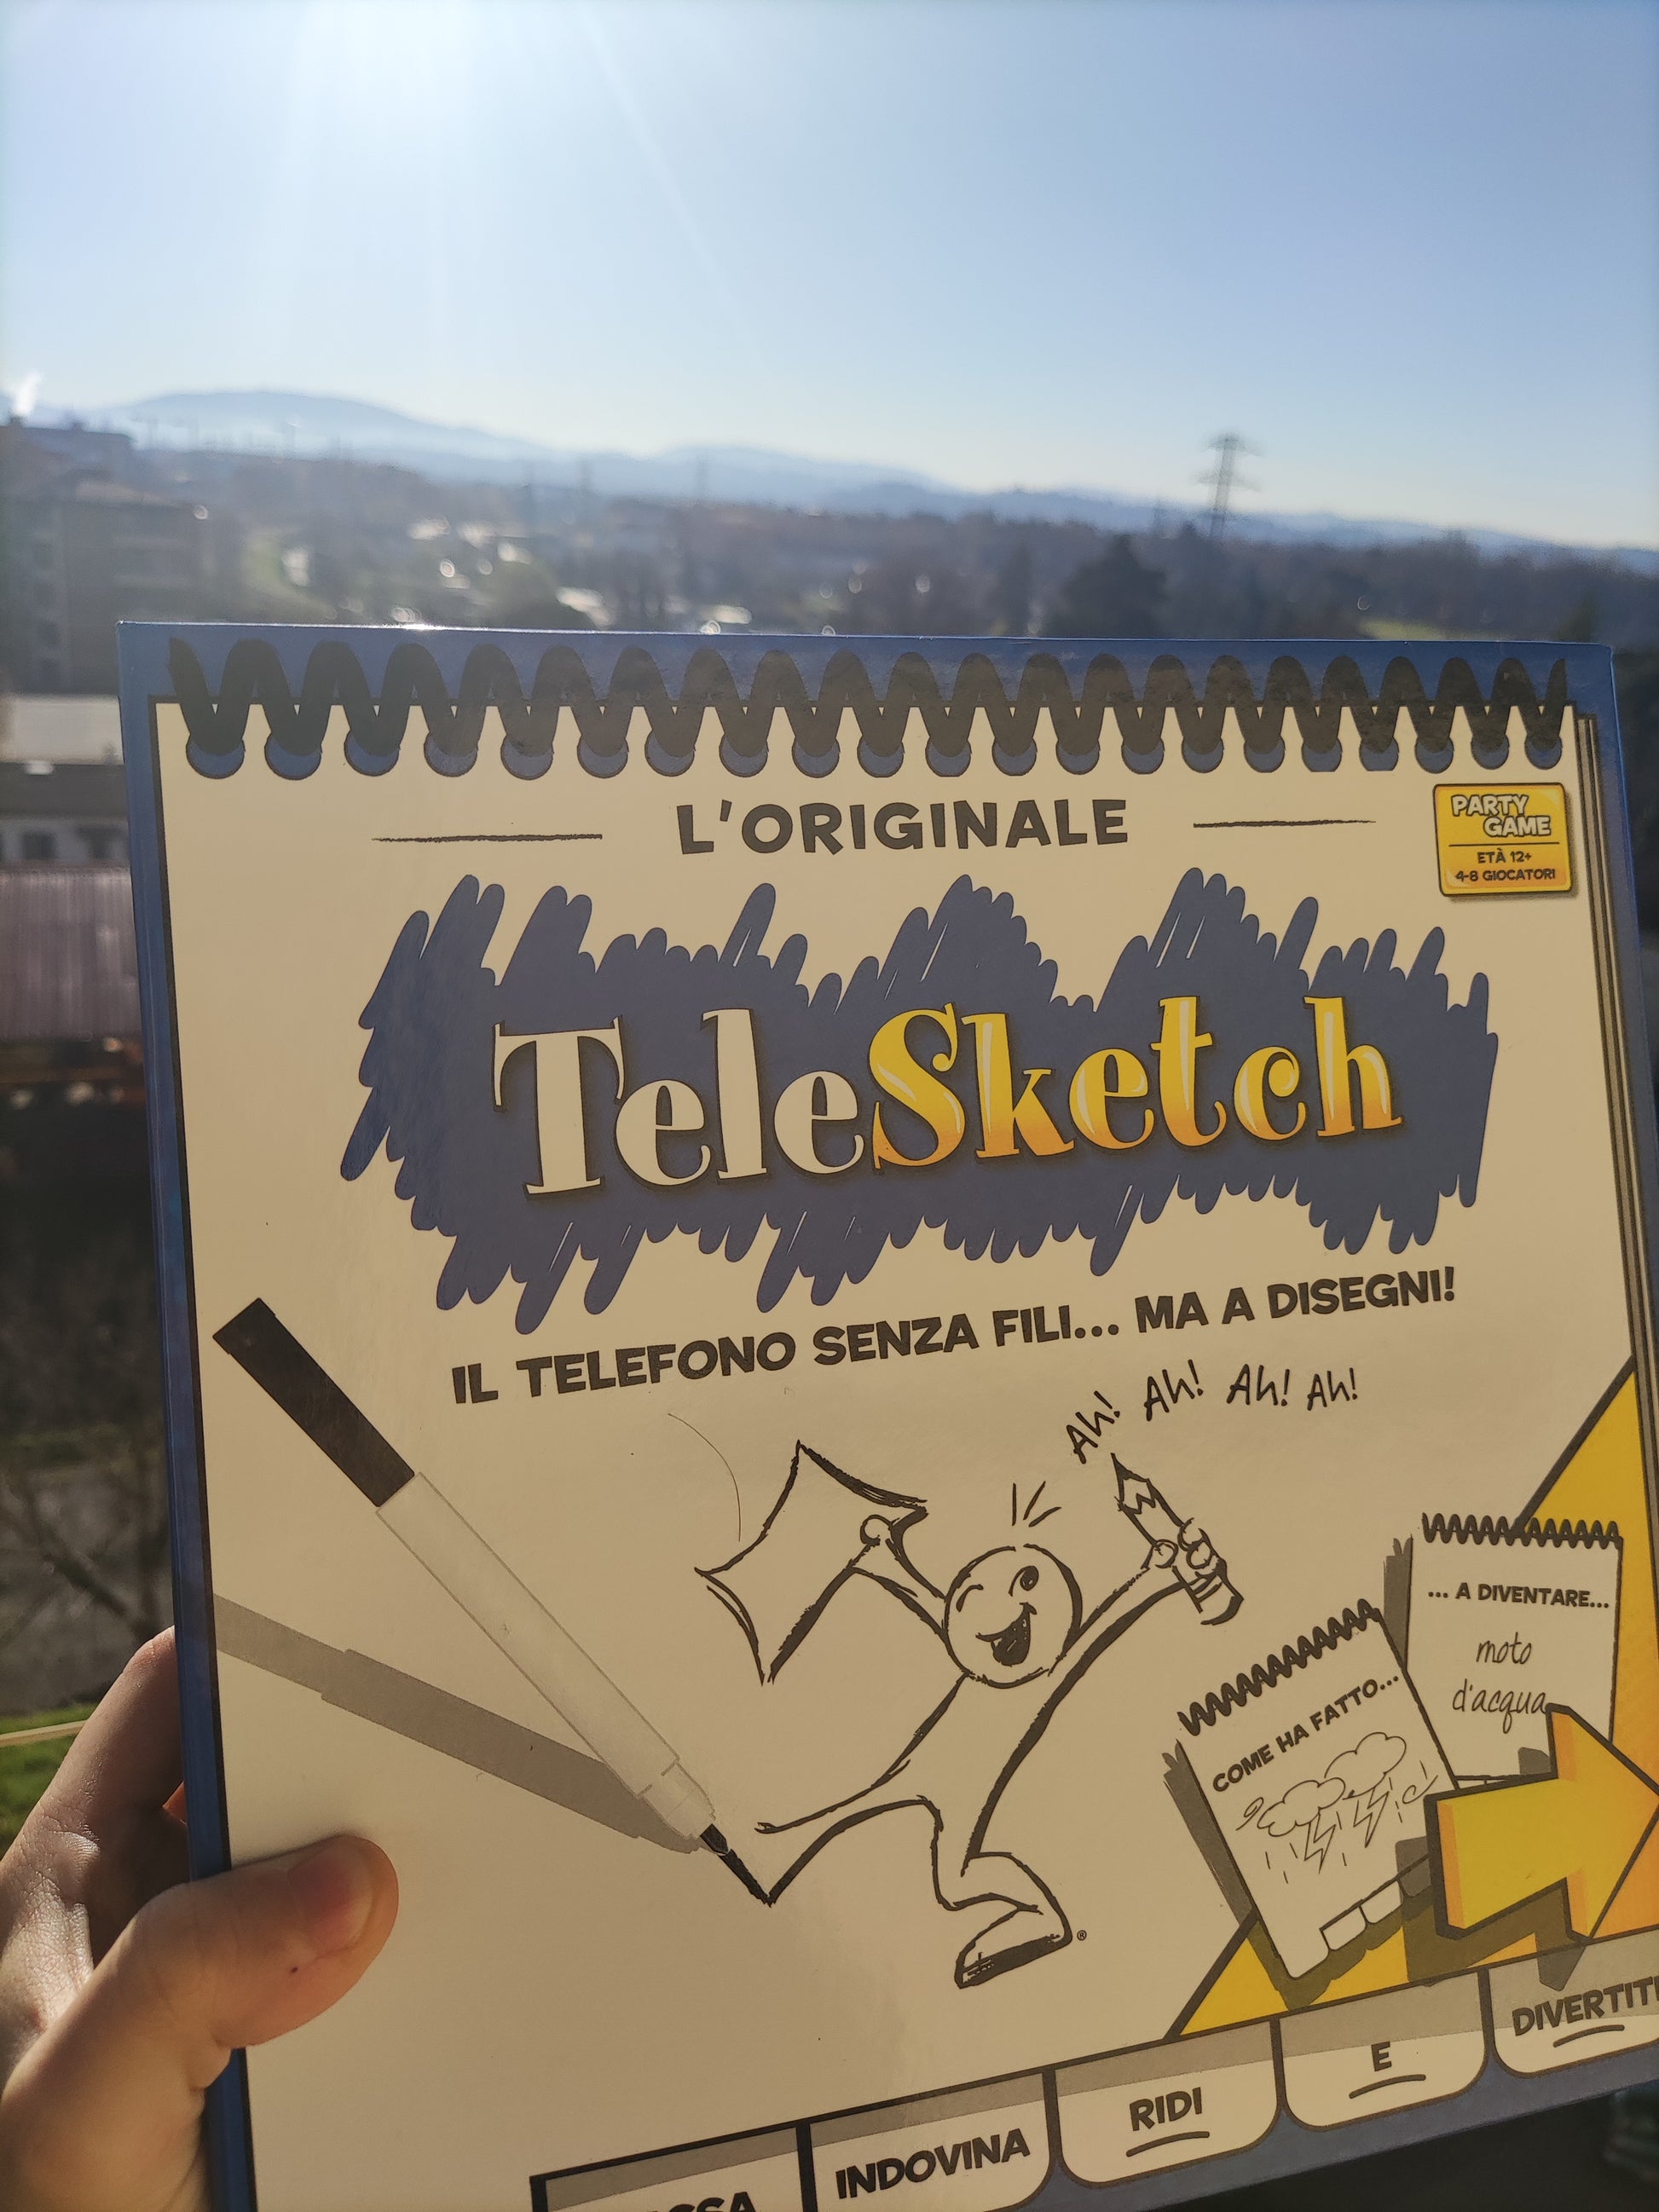 L'ORIGINALE
PARTY
GAME
ETÀ 12+
4-8 GIOCATORI
TeleSketch
IL TELEFONO SENZA FILI... MA A DISEGNI!
Ah! Ah! Ah! Ah!
... A DIVENTARE...
moto
d'acqua
COME HA FATTO...
®
INDOVINA
RIDI
E